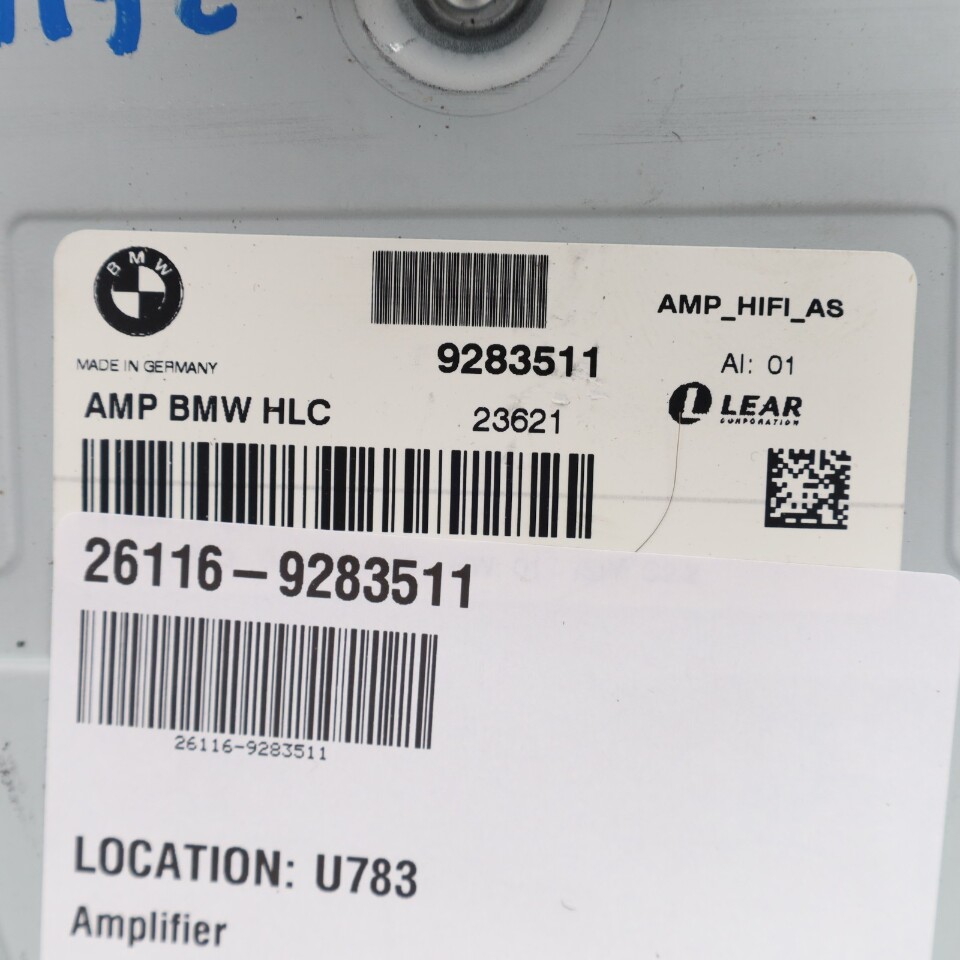 BMW
AMP_HIFI_AS
MADE IN GERMANY
9283511
AI: 01
AMP BMW HLC
23621
LEAR
CORPORATION
26116-9283511
26116-9283511
LOCATION: U783
Amplifier